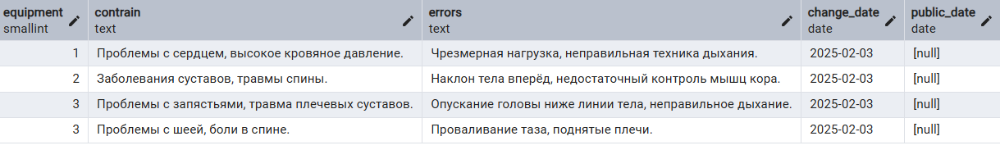 equipment contrain errors change_date public_date
smallint text text date date
1 Проблемы с сердцем, высокое кровяное давление. Чрезмерная нагрузка, неправильная техника дыхания. 2025-02-03 [null]
2 Заболевания суставов, травмы спины. Наклон тела вперёд, недостаточный контроль мышц кора. 2025-02-03 [null]
3 Проблемы с запястьями, травма плечевых суставов. Опускание головы ниже линии тела, неправильное дыхание. 2025-02-03 [null]
3 Проблемы с шеей, боли в спине. Проваливание таза, поднятые плечи. 2025-02-03 [null]